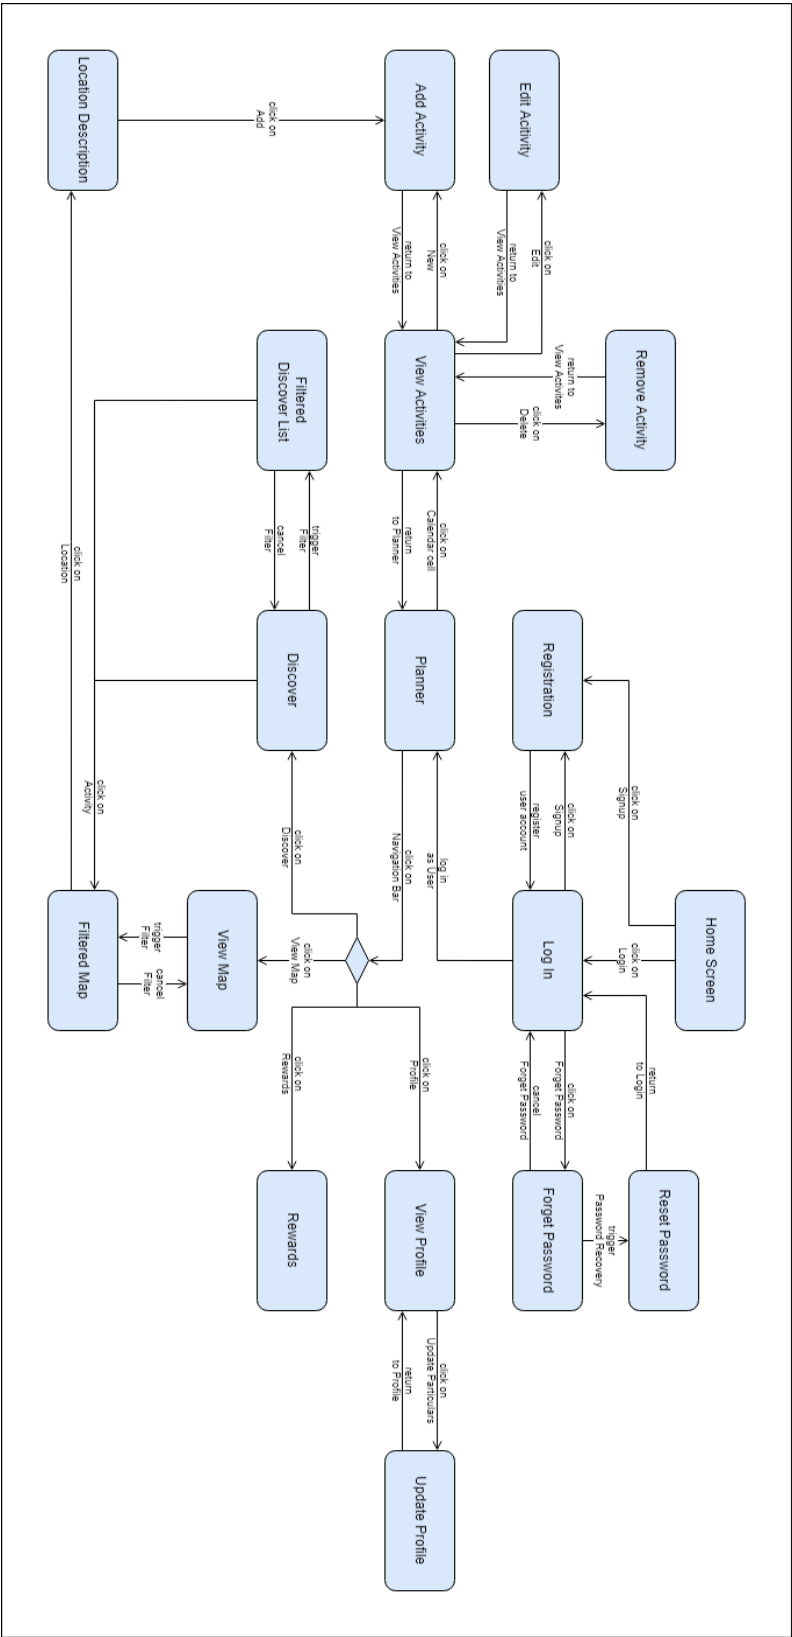 Home Screen
Reset Password
Remove Activity
click on
Signup
click on
Login
return
to Login
trigger
Password Recovery
return to
View Activites
click on
Delete
Edit Acitivity
Registration
Log In
Forget Password
click on
Edit
return to
View Activities
click on
Signup
register
user account
click on
Forget Password
cancel
Forget Password
Add Activity
View Activities
Planner
View Profile
Update Profile
click on
New
return to
View Activities
click on
Calendar cell
return
to Planner
log in
as User
click on
Navigation Bar
click on
Profile
click on
Update Particulars
return
to Profile
Filtered
Discover List
Discover
Rewards
trigger
Filter
cancel
Filter
click on
Discover
click on
View Map
click on
Rewards
click on
Add
View Map
trigger
Filter
cancel
Filter
click on
Activity
Location Description
Filtered Map
click on
Location